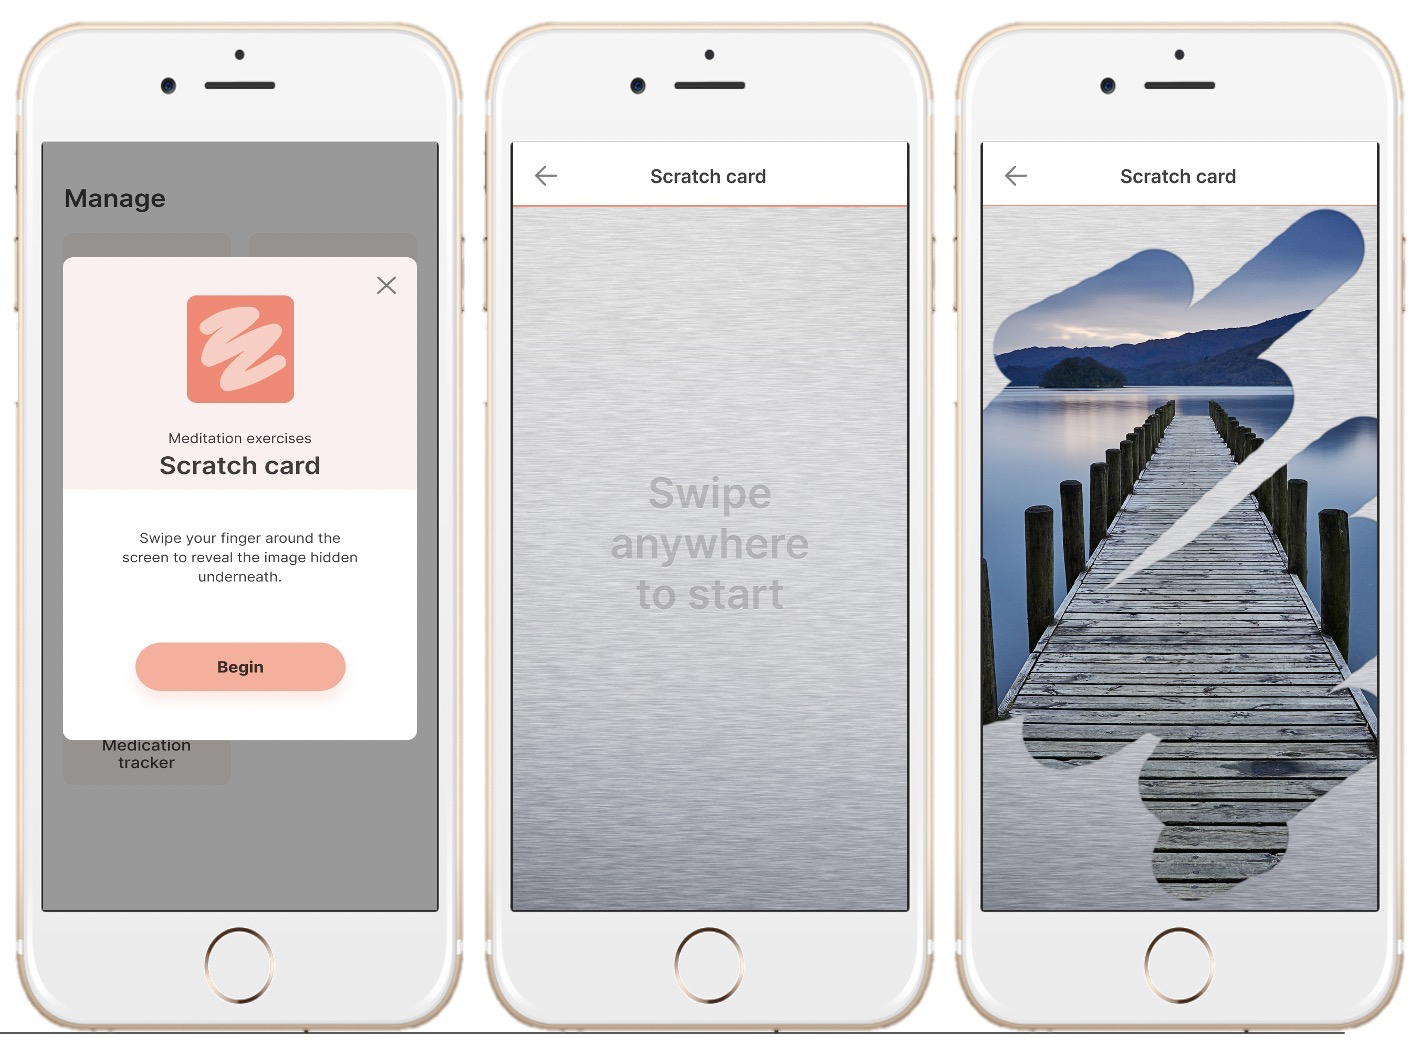 Manage
Meditation exercises
Scratch card
Swipe your finger around the
screen to reveal the image hidden
underneath.
Begin
Medication
tracker
Scratch card
Swipe
anywhere
to start
Scratch card